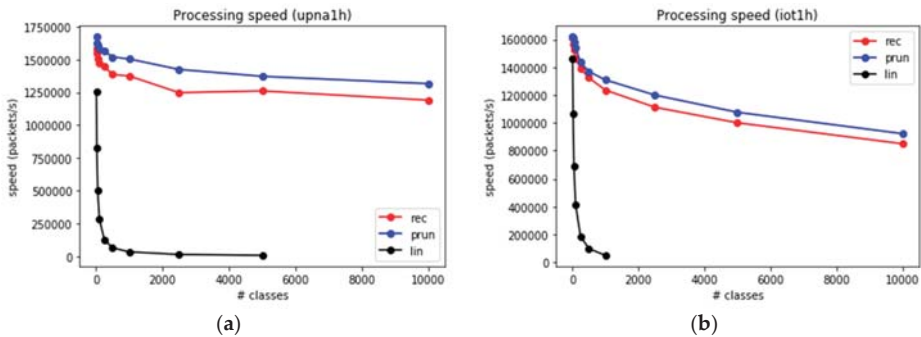 Processing speed (upna1h)
speed (packets/s)
1750000
1500000
1250000
1000000
750000
500000
250000
0
0 2000 4000 6000 8000 10000
# classes
rec
prun
lin
(a)
Processing speed (iot1h)
speed (packets/s)
1600000
1400000
1200000
1000000
800000
600000
400000
200000
0
0 2000 4000 6000 8000 10000
# classes
rec
prun
lin
(b)